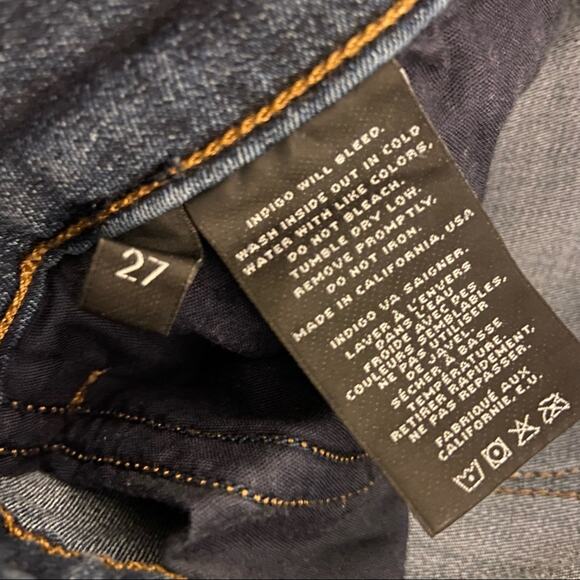 27
INDIGO WILL BLEED.
WASH INSIDE OUT IN COLD
WATER WITH LIKE COLORS.
DO NOT BLEACH.
TUMBLE DRY LOW.
REMOVE PROMPTLY.
DO NOT IRON.
MADE IN CALIFORNIA, USA
INDIGO VA SAIGNER.
LAVER À L'ENVERS
DANS L'EAU
FROIDE AVEC DES
COULEURS SEMBLABLES.
NE PAS UTILISER
DE JAVEL.
SÉCHER À BASSE
TEMPÉRATURE.
RETIRER RAPIDEMENT.
NE PAS REPASSER.
FABRIQUÉ AUX
CALIFORNIE, É.U.